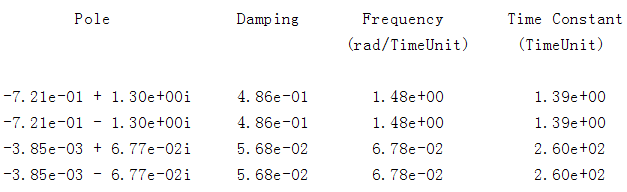 Pole Damping Frequency Time Constant
(rad/TimeUnit) (TimeUnit)
-7.21e-01 + 1.30e+00i 4.86e-01 1.48e+00 1.39e+00
-7.21e-01 - 1.30e+00i 4.86e-01 1.48e+00 1.39e+00
-3.85e-03 + 6.77e-02i 5.68e-02 6.78e-02 2.60e+02
-3.85e-03 - 6.77e-02i 5.68e-02 6.78e-02 2.60e+02